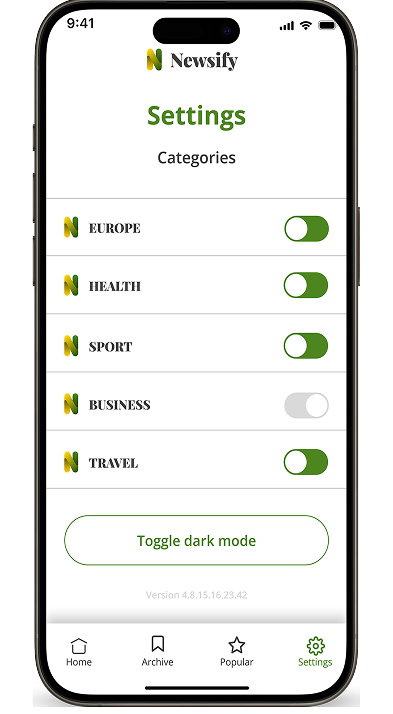 9:41
Newsify
Settings
Categories
EUROPE
HEALTH
SPORT
BUSINESS
TRAVEL
Toggle dark mode
Version 4.8.15.16.23.42
Home Archive Popular Settings